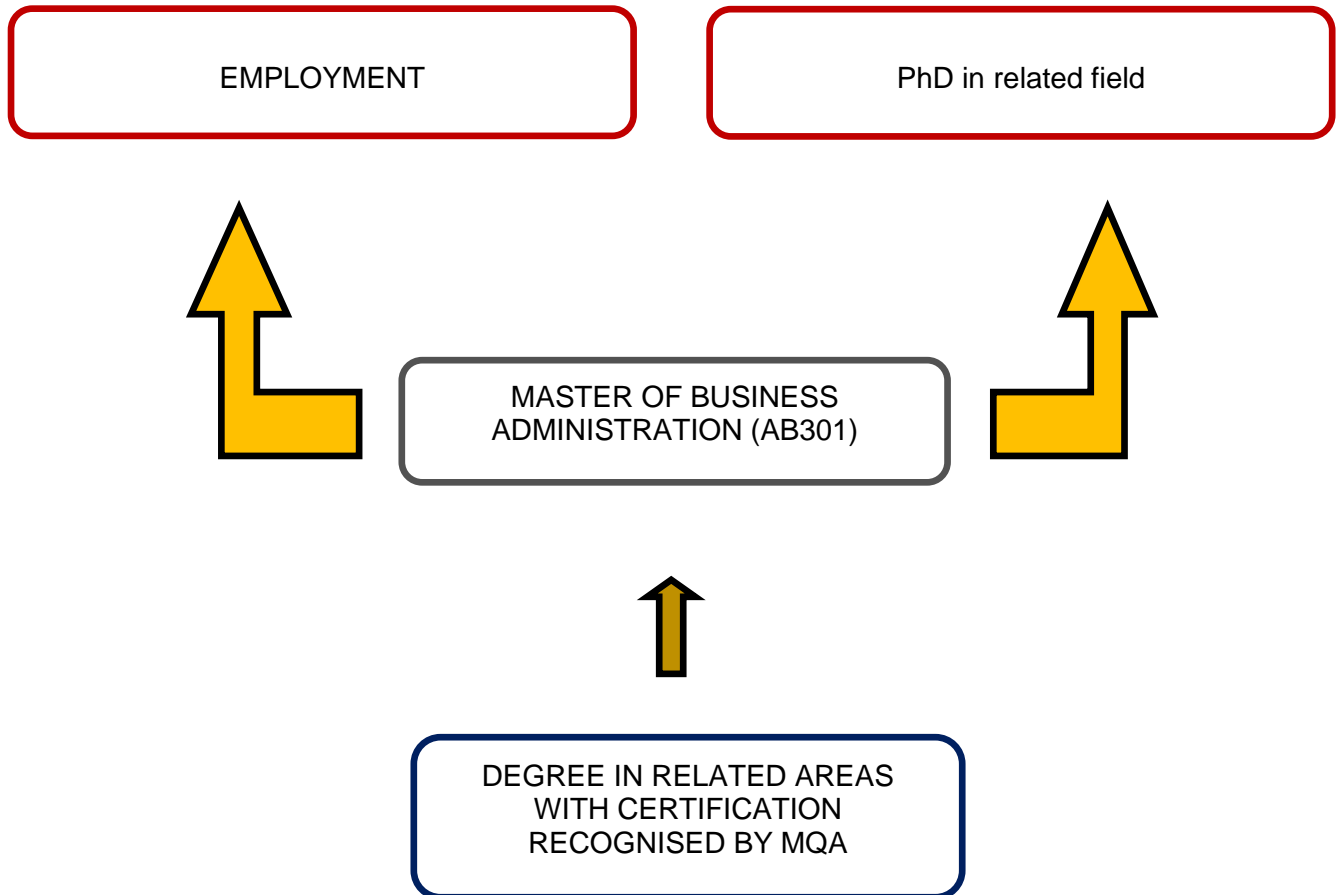 EMPLOYMENT
PhD in related field
MASTER OF BUSINESS
ADMINISTRATION (AB301)
DEGREE IN RELATED AREAS
WITH CERTIFICATION
RECOGNISED BY MQA